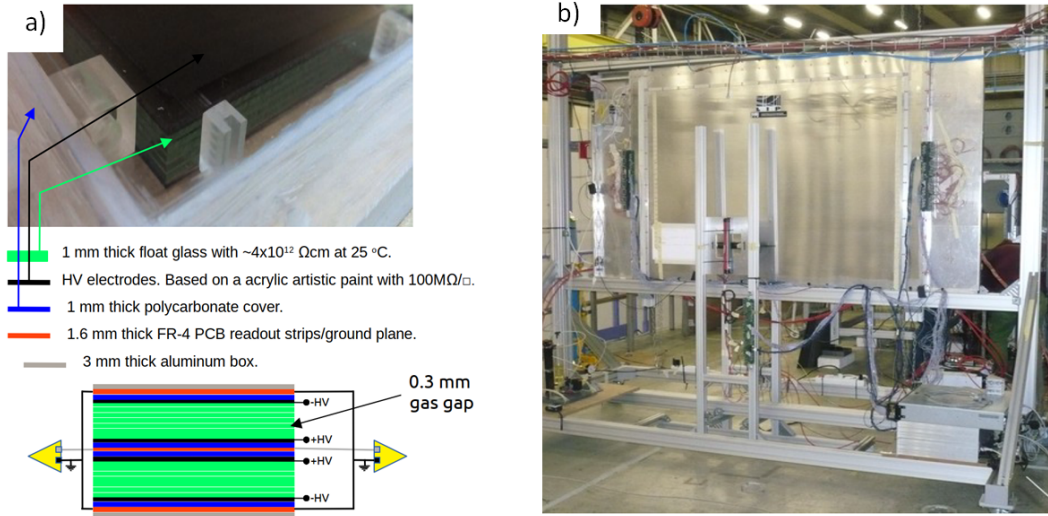 a)
b)
1 mm thick float glass with ~4x10¹² Ωcm at 25 ºC.
HV electrodes. Based on a acrylic artistic paint with 100MΩ/□.
1 mm thick polycarbonate cover.
1.6 mm thick FR-4 PCB readout strips/ground plane.
3 mm thick aluminum box.
0.3 mm
gas gap
-HV
+HV
+HV
-HV